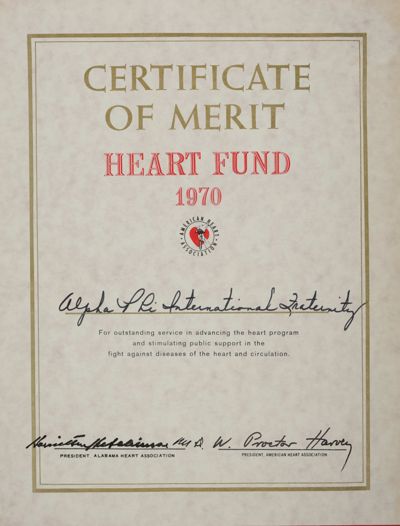 CERTIFICATE
OF MERIT
HEART FUND
1970
AMERICAN HEART
ASSOCIATION
Alpha Phi International Fraternity
For outstanding service in advancing the heart program
and stimulating public support in the
fight against diseases of the heart and circulation.
M.D. W. Proctor Harvey
PRESIDENT, ALABAMA HEART ASSOCIATION PRESIDENT, AMERICAN HEART ASSOCIATION